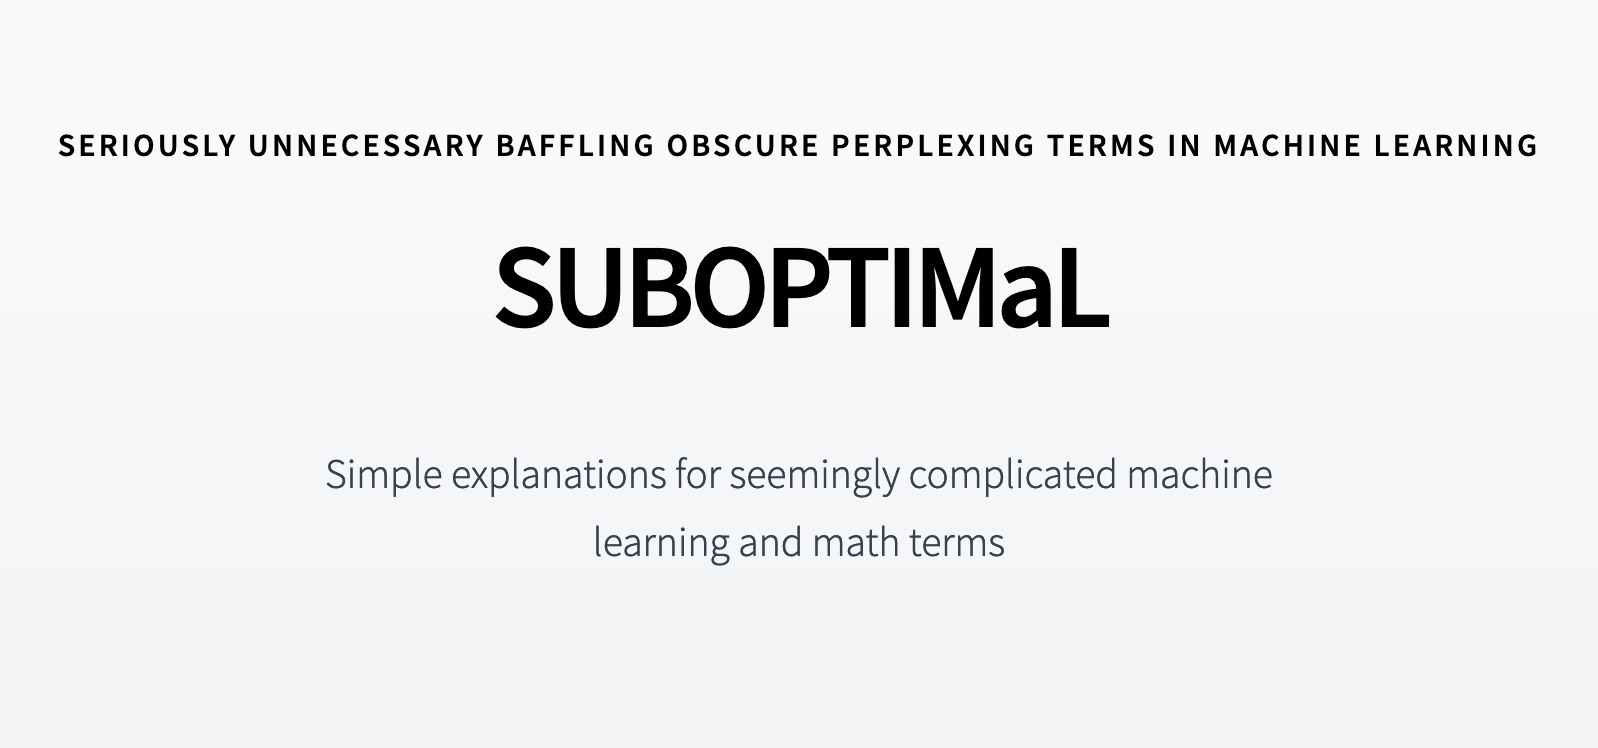 SERIOUSLY UNNECESSARY BAFFLING OBSCURE PERPLEXING TERMS IN MACHINE LEARNING
SUBOPTIMaL
Simple explanations for seemingly complicated machine
learning and math terms